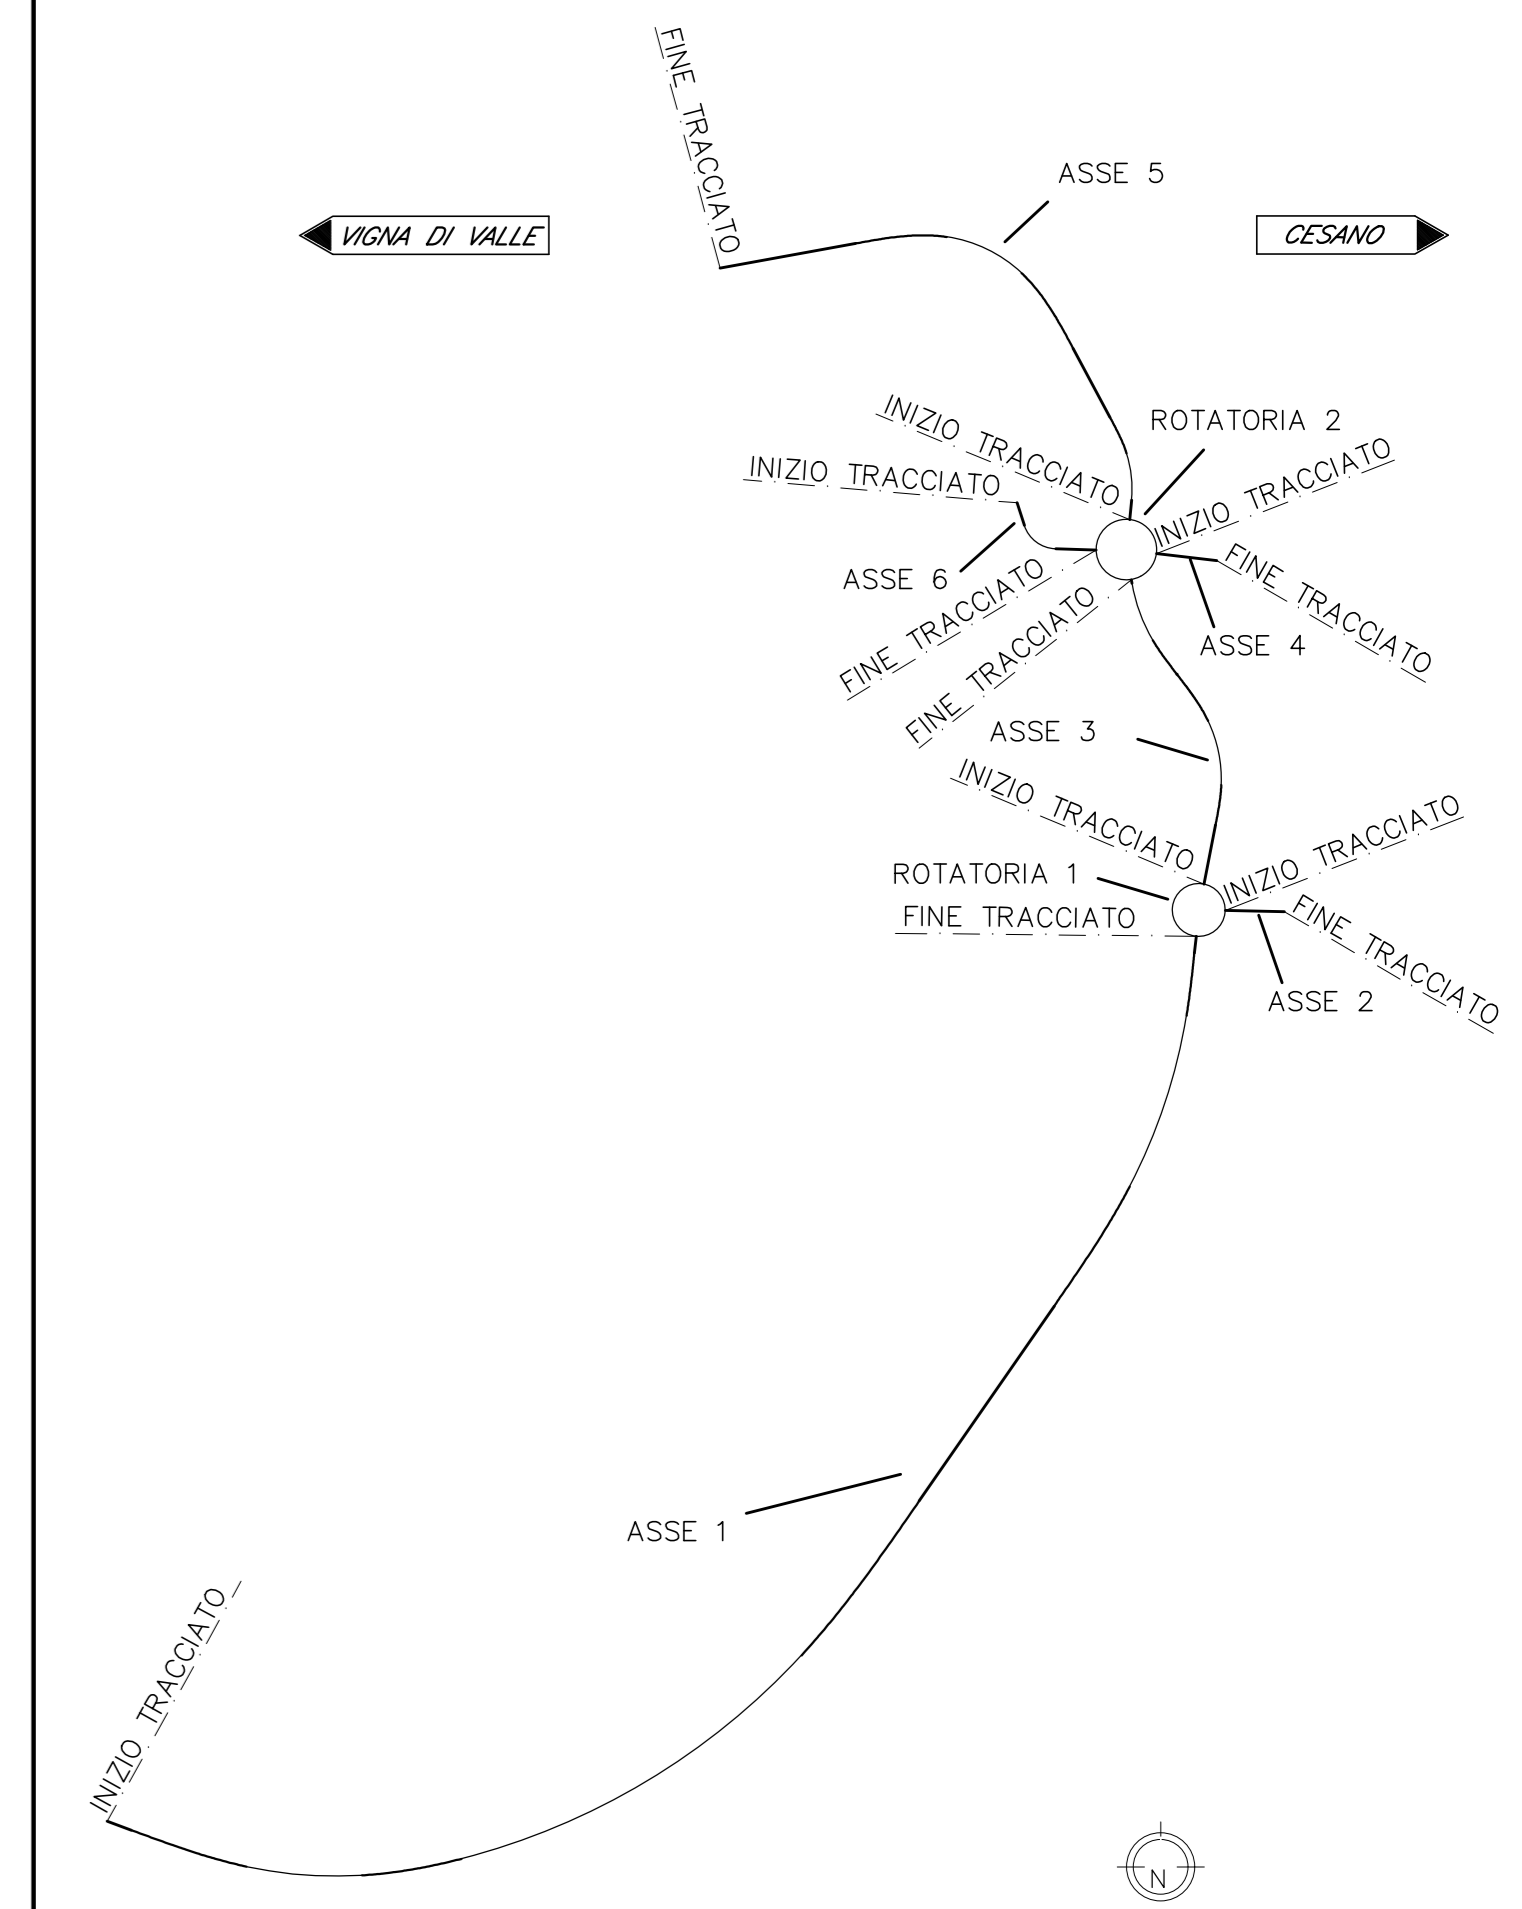 FINE TRACCIATO
ASSE 5
VIGNA DI VALLE
CESANO
INIZIO TRACCIATO
ROTATORIA 2
INIZIO TRACCIATO
INIZIO TRACCIATO
ASSE 6
FINE TRACCIATO
FINE TRACCIATO
ASSE 4
FINE TRACCIATO
ASSE 3
INIZIO TRACCIATO
INIZIO TRACCIATO
ROTATORIA 1
FINE TRACCIATO
FINE TRACCIATO
ASSE 2
ASSE 1
INIZIO TRACCIATO
N